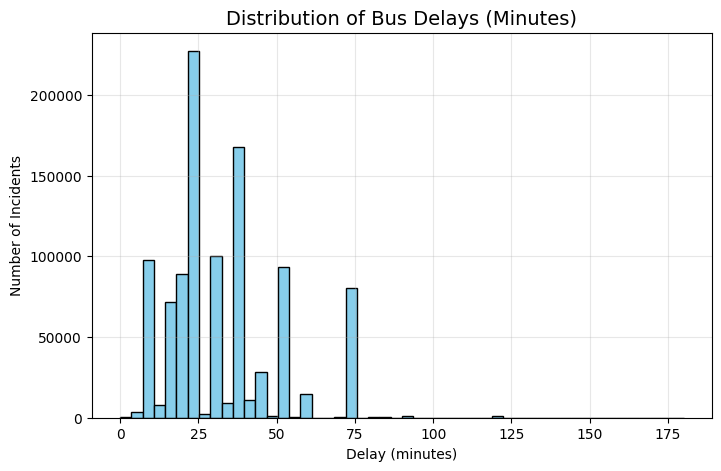 Distribution of Bus Delays (Minutes)
Number of Incidents
200000
150000
100000
50000
0
0 25 50 75 100 125 150 175
Delay (minutes)